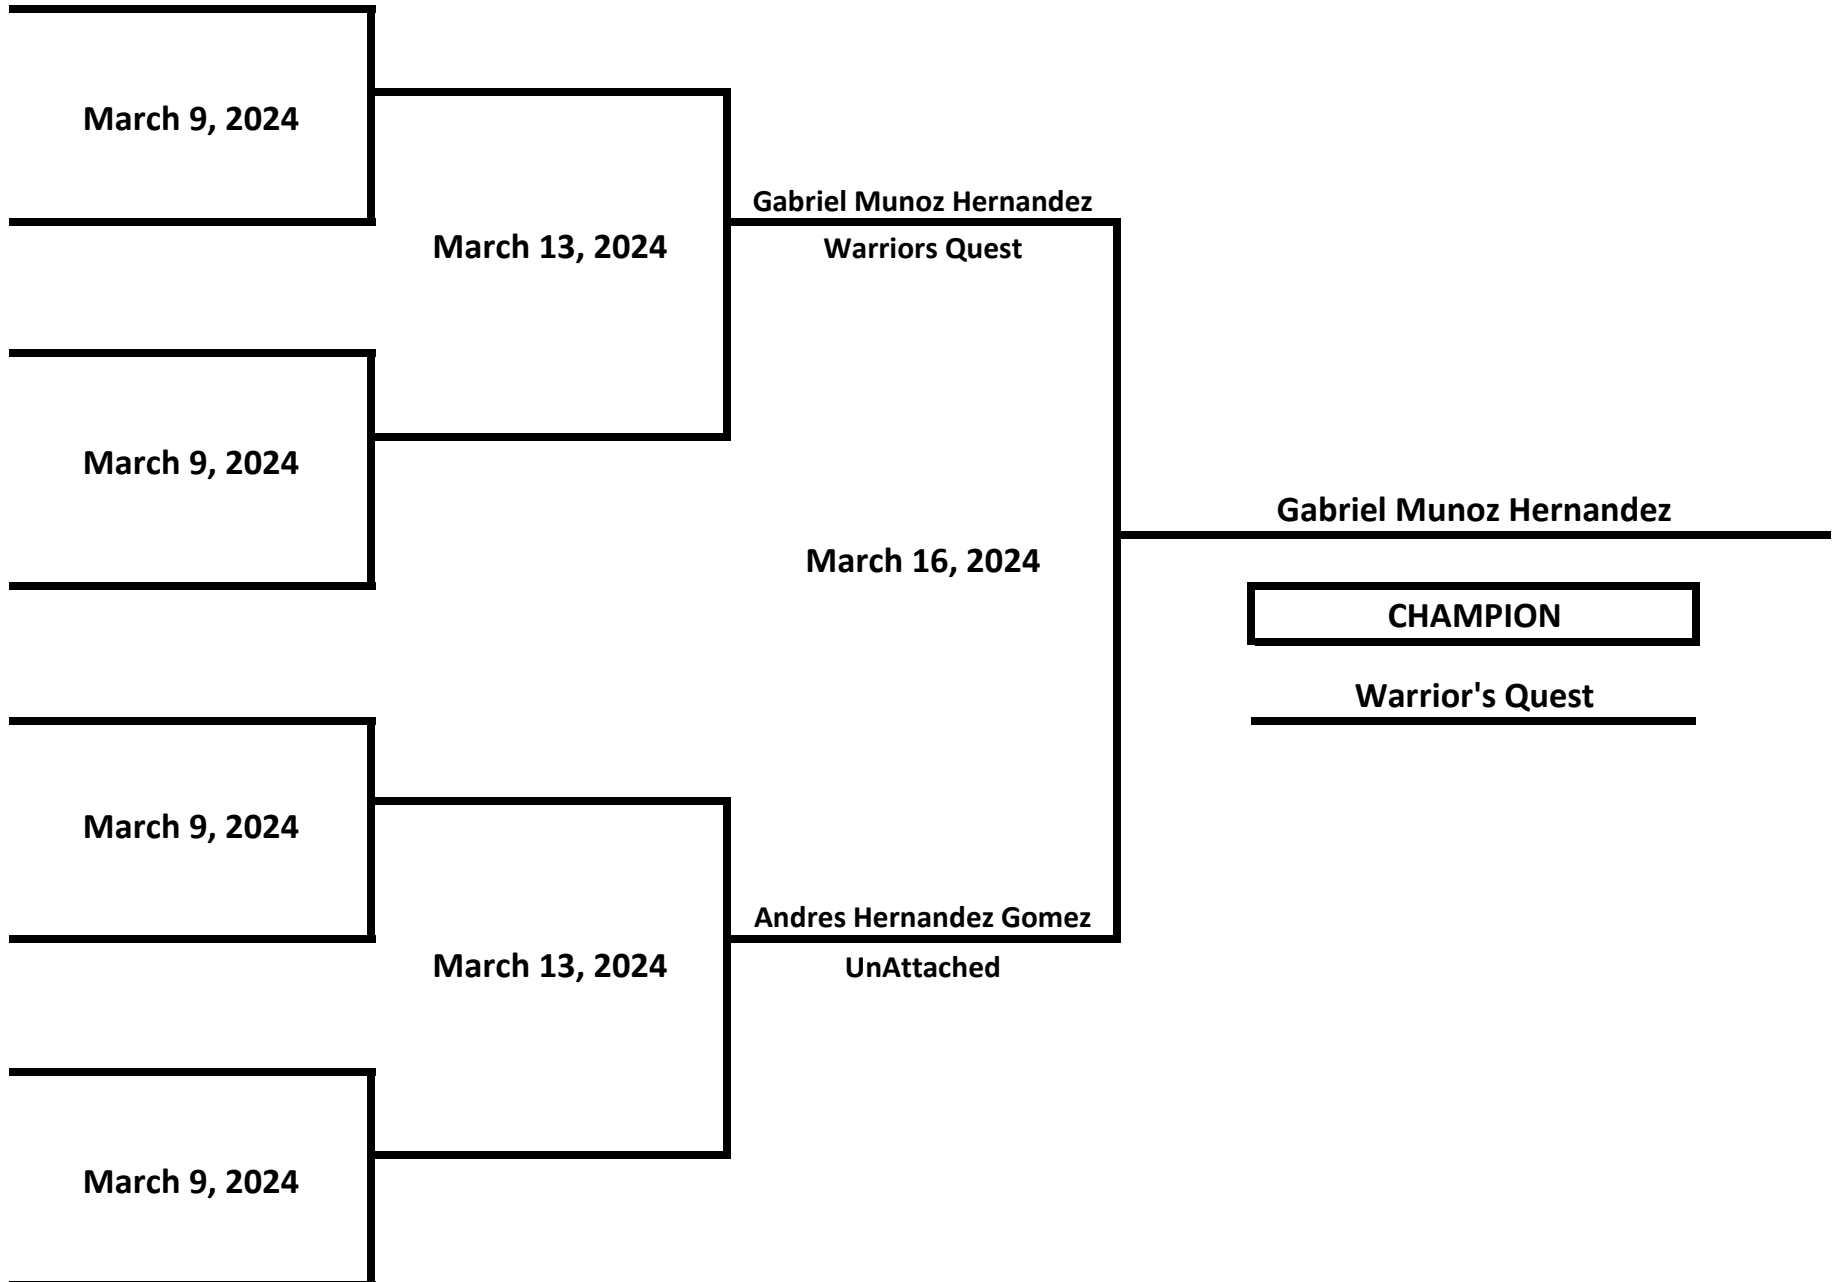 March 9, 2024
March 13, 2024
Gabriel Munoz Hernandez
Warriors Quest
March 9, 2024
March 16, 2024
Gabriel Munoz Hernandez
CHAMPION
Warrior's Quest
March 9, 2024
March 13, 2024
Andres Hernandez Gomez
UnAttached
March 9, 2024